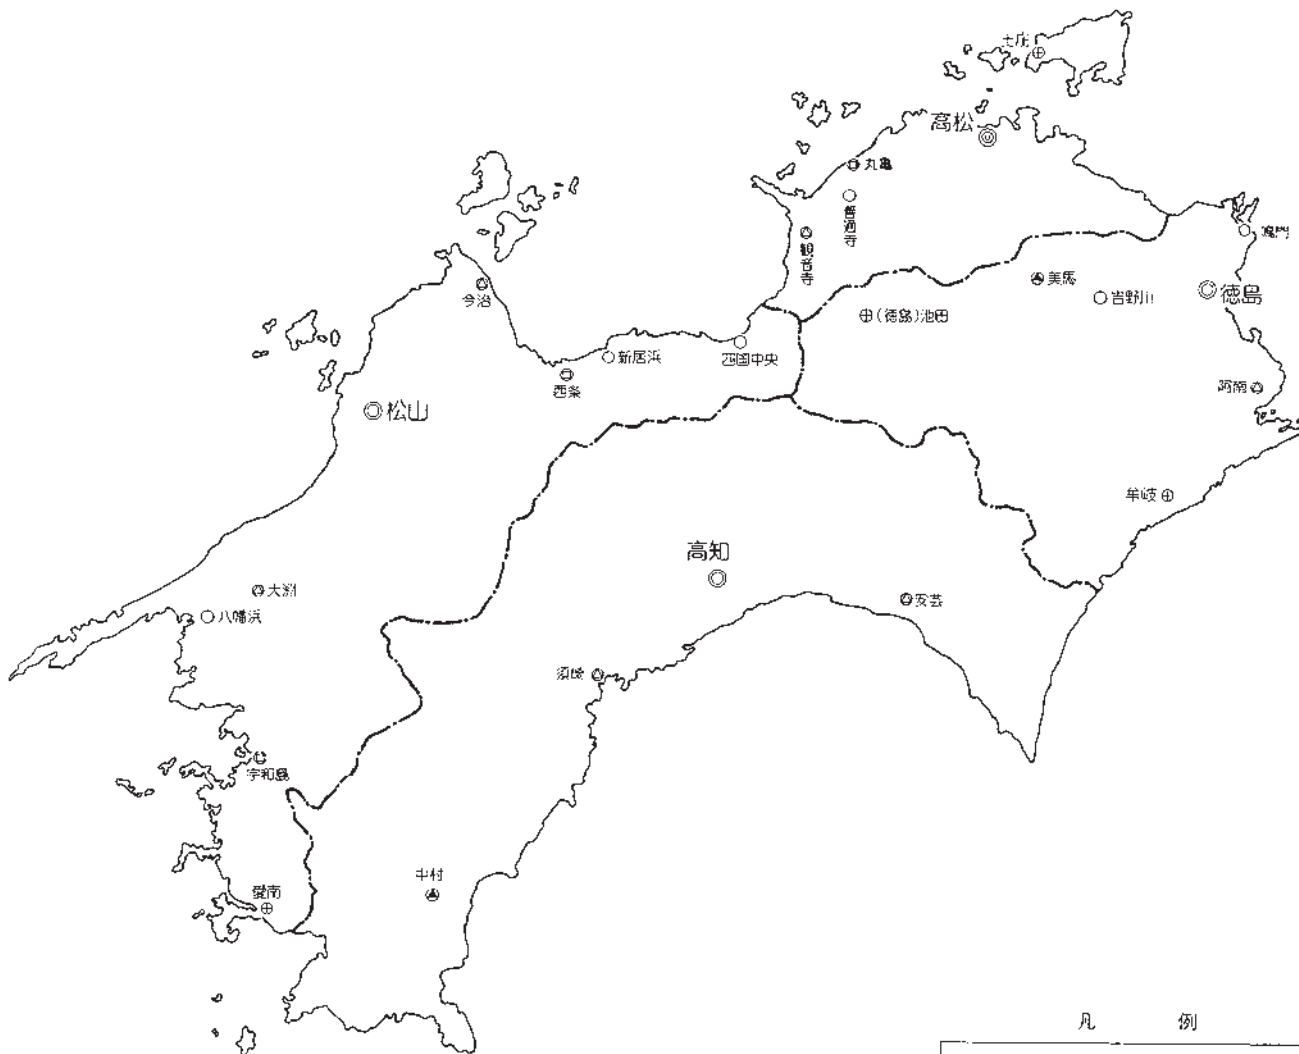 土庄
高松
丸亀
善通寺
観音寺
鳴門
美馬
吉野川
徳島
(徳島)池田
今治
新居浜
四国中央
西条
阿南
松山
牟岐
高知
大洲
八幡浜
安芸
須崎
宇和島
中村
愛南
凡 例